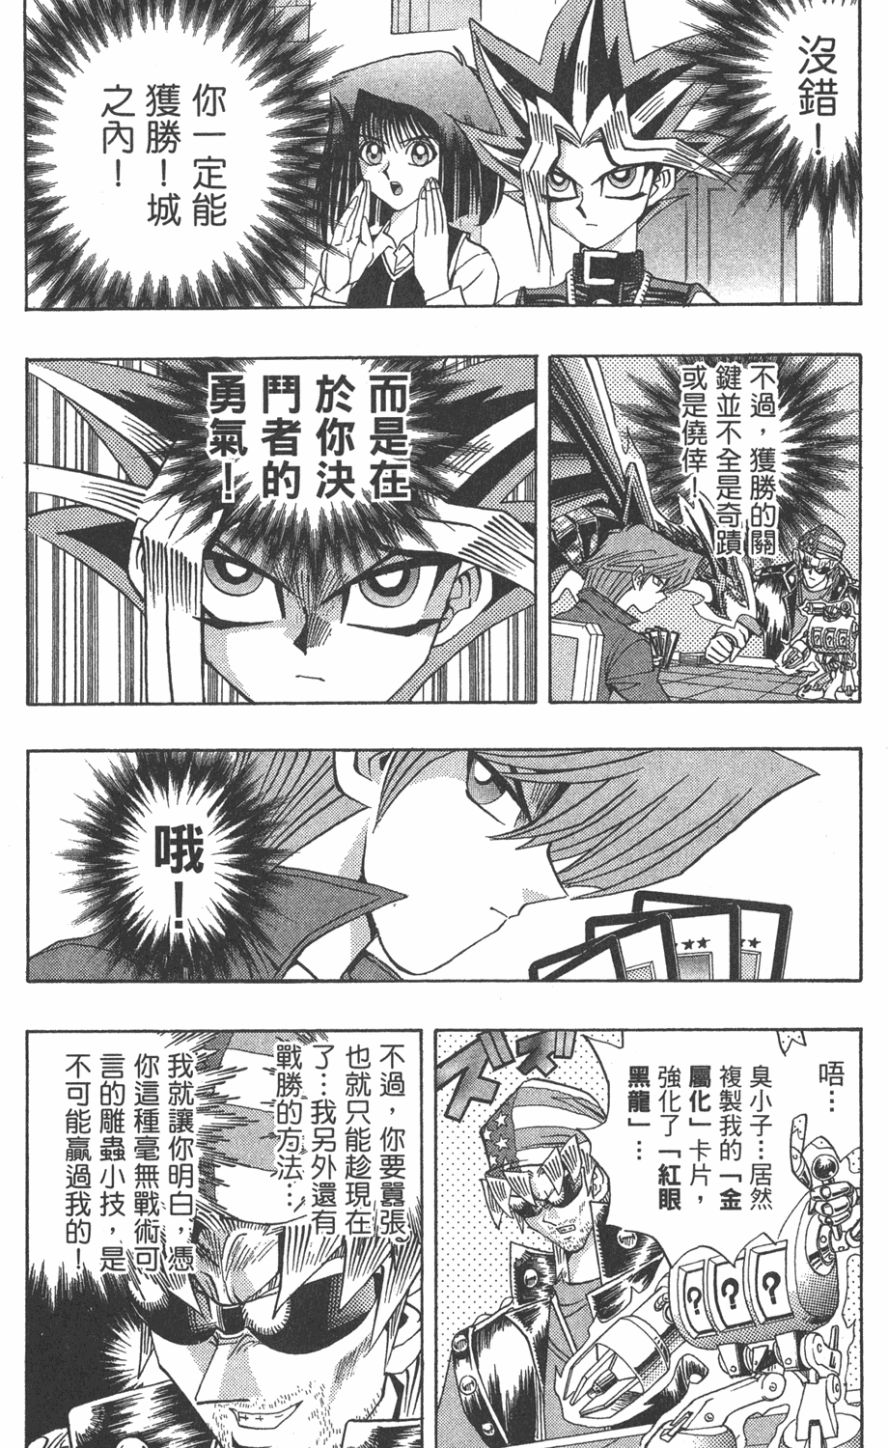 沒錯！
你一定能
獲勝！城
之內！
不過，獲勝的關
鍵並不全是奇蹟
或是僥倖！
而是在
於你決
鬥者的
勇氣！
哦！
唔…
臭小子…居然
複製我的「金
屬化」卡片，
強化了「紅眼
黑龍」…
ズズ
? ? ?
不過，你要囂張，
也就只能趁現在
了…我另外還有
戰勝的方法…
我就讓你明白，憑
你這種毫無戰術可
言的雕蟲小技，是
不可能贏過我的！